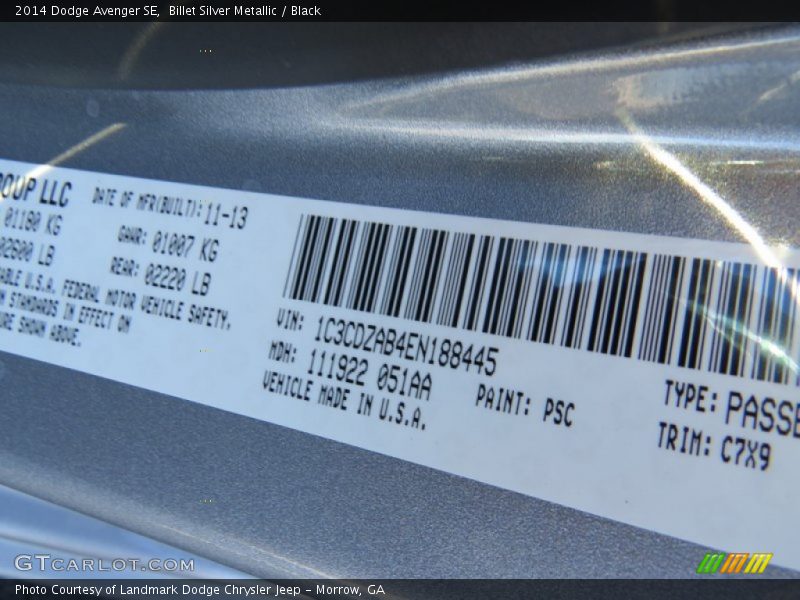 2014 Dodge Avenger SE,  Billet Silver Metallic / Black
GROUP LLC
DATE OF MFR(BUILT): 11-13
01180 KG
GWR: 01007 KG
02600 LB
REAR: 02220 LB
U.S.A. FEDERAL MOTOR VEHICLE SAFETY,
STANDARDS IN EFFECT ON
SHOWN ABOVE.
VIN: 1C3CDZAB4EN188445
MDH: 111922 051AA
VEHICLE MADE IN U.S.A.
PAINT: PSC
TYPE: PASSE
TRIM: C7X9
GTCARLOT.COM
Photo Courtesy of Landmark Dodge Chrysler Jeep – Morrow, GA